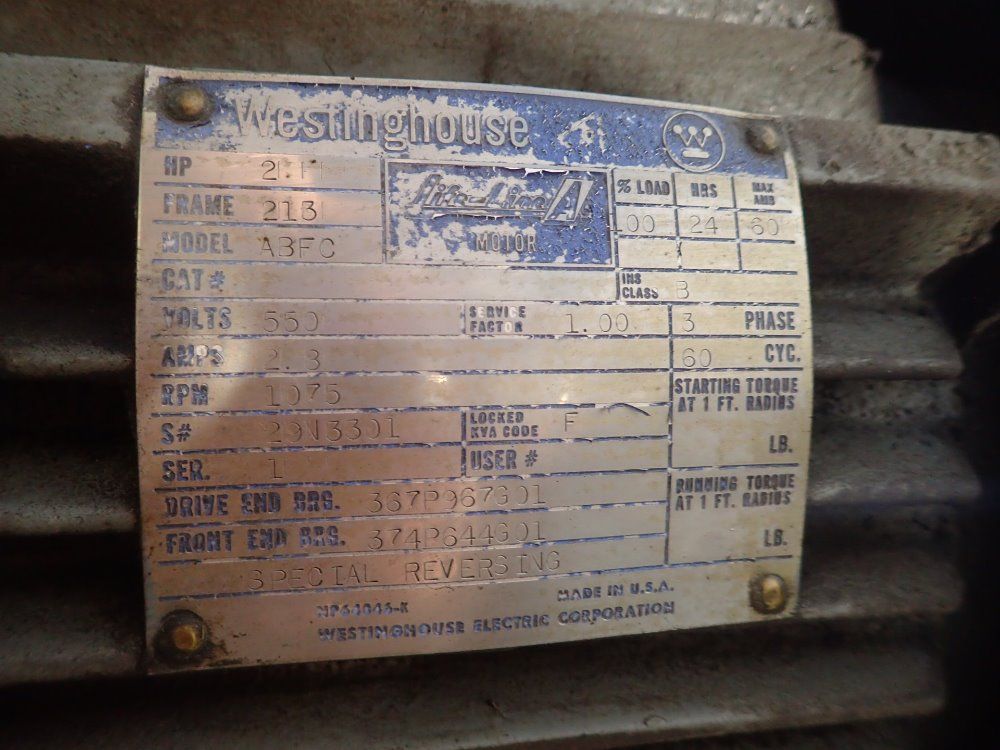 Westinghouse
HP
FRAME 213
MODEL ABFC
Life-Line A
MOTOR
% LOAD HRS MAX AMB
100 24 60
CAT #
INS CLASS B
VOLTS 550 SERVICE FACTOR 1.00 3 PHASE
AMPS 2.3 60 CYC.
RPM 1075
STARTING TORQUE
AT 1 FT. RADIUS
S# 29N3301 LOCKED KVA CODE F
LB.
SER. 1 USER #
RUNNING TORQUE
AT 1 FT. RADIUS
DRIVE END BRG. 367P967G01
FRONT END BRG. 374P644G01
LB.
SPECIAL REVERSING
MADE IN U.S.A.
WESTINGHOUSE ELECTRIC CORPORATION